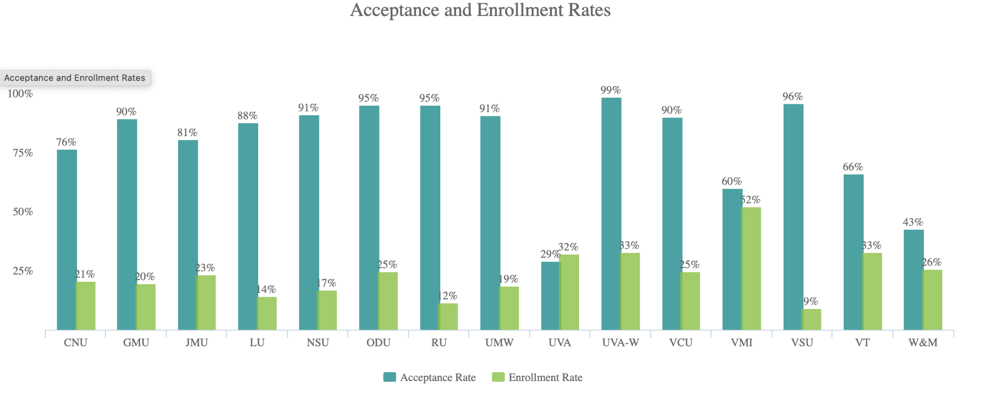 Acceptance and Enrollment Rates
Acceptance and Enrollment Rates
100%
75%
50%
25%
76% 90% 81% 88% 91% 95% 95% 91% 29% 99% 90% 60% 96% 66% 43%
21% 20% 23% 14% 17% 25% 12% 19% 32% 33% 25% 52% 9% 33% 26%
CNU GMU JMU LU NSU ODU RU UMW UVA UVA-W VCU VMI VSU VT W&M
Acceptance Rate Enrollment Rate